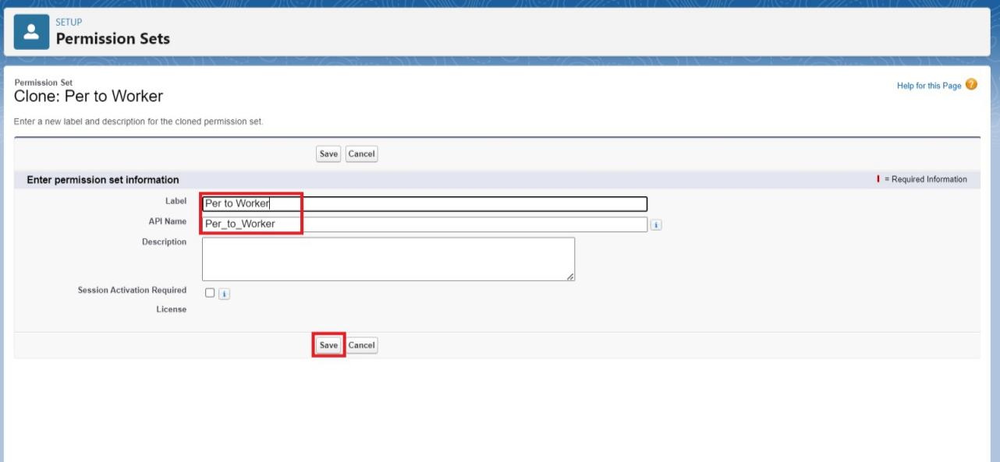 SETUP
Permission Sets
Permission Set
Clone: Per to Worker
Help for this Page ?
Enter a new label and description for the cloned permission set.
Save Cancel
Enter permission set information
= Required Information
Label Per to Worker
API Name Per_to_Worker i
Description
Session Activation Required i
License
Save Cancel